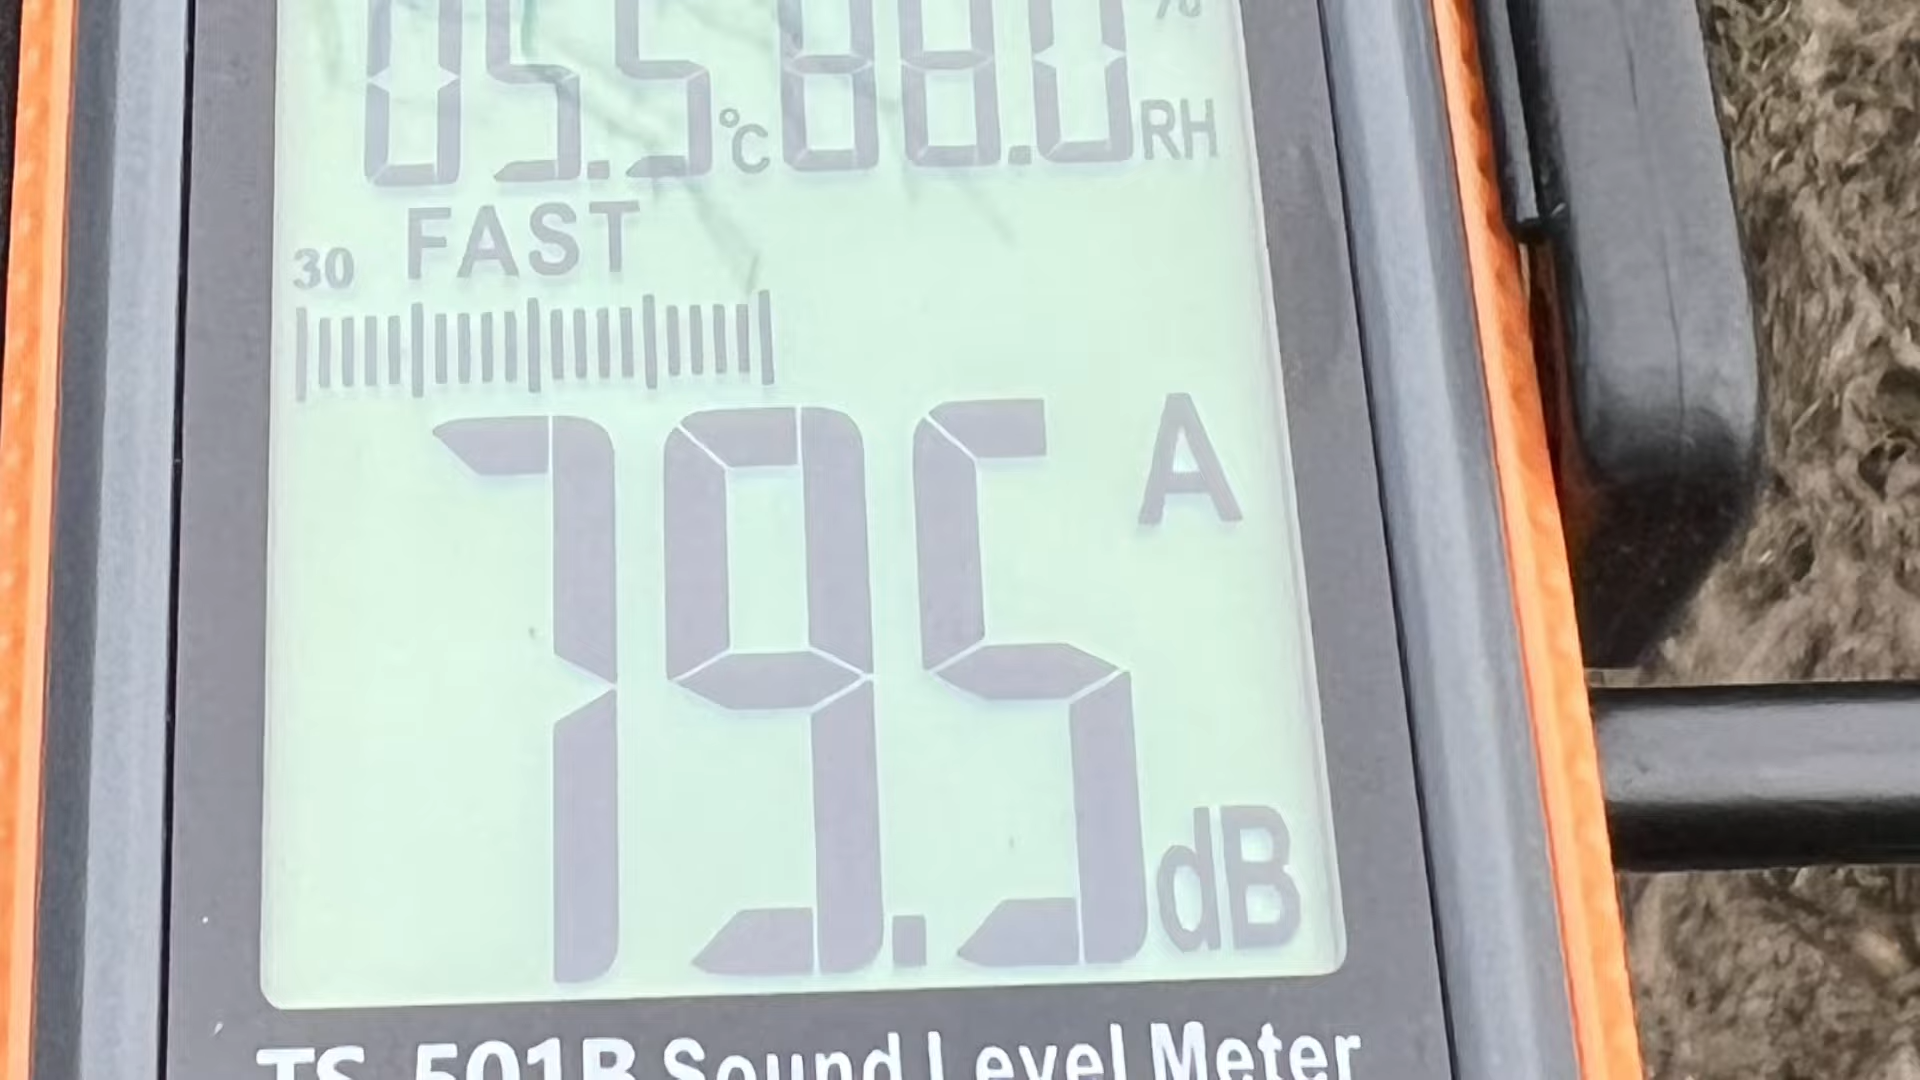 05.5 °C 88.0 % RH
FAST
30
79.5 A dB
TS-501B Sound Level Meter